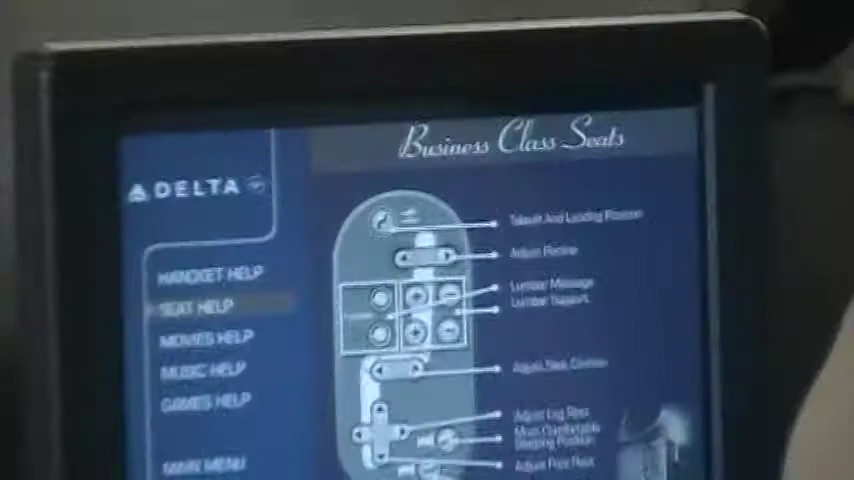 Business Class Seats
DELTA
HANDSET HELP
SEAT HELP
MOVIES HELP
MUSIC HELP
GAMES HELP
MAIN MENU
Takeoff And Landing Position
Adjust Recline
Lumbar Massage
Lumbar Support
Adjust Seat
Adjust Leg Rest
Most Comfortable
Sleeping Position
Adjust Foot Rest